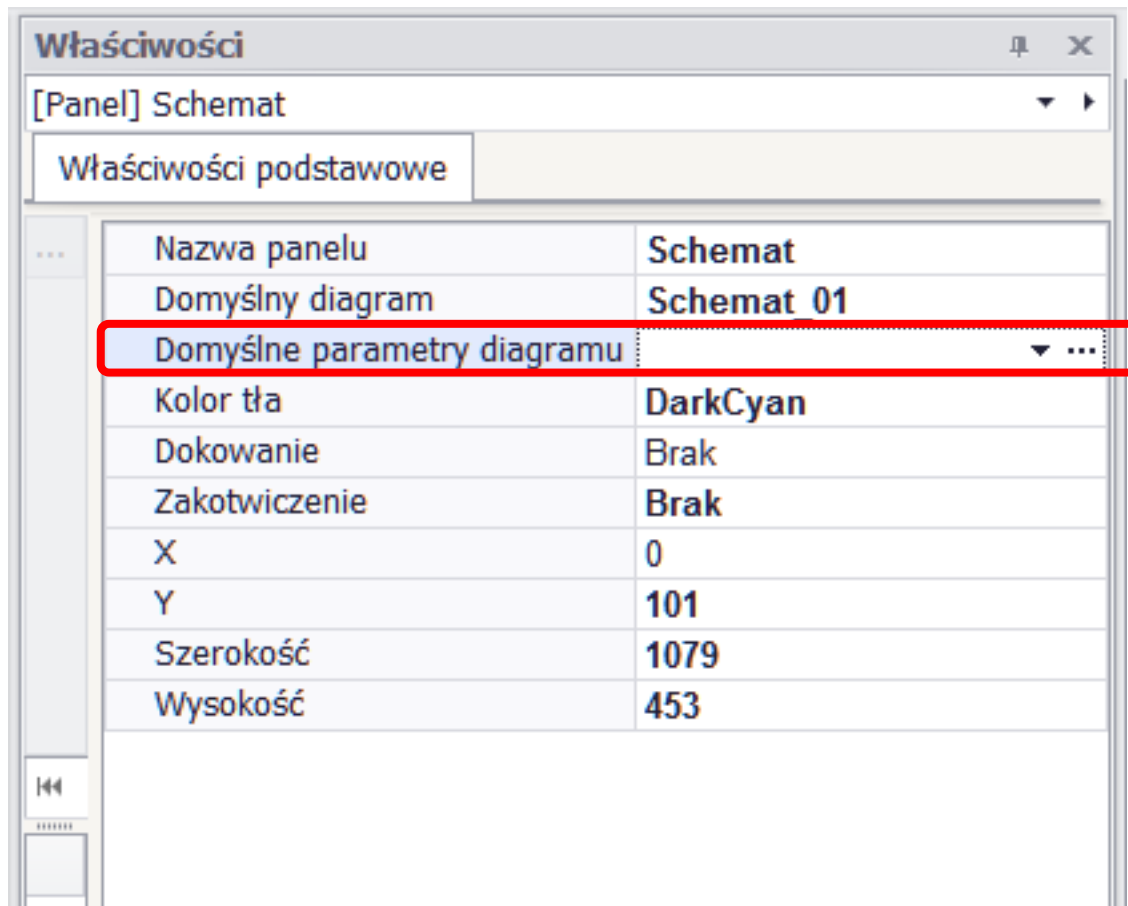 Właściwości
[Panel] Schemat
Właściwości podstawowe
...
Nazwa panelu Schemat
Domyślny diagram Schemat_01
Domyślne parametry diagramu ...
Kolor tła DarkCyan
Dokowanie Brak
Zakotwiczenie Brak
X 0
Y 101
Szerokość 1079
Wysokość 453